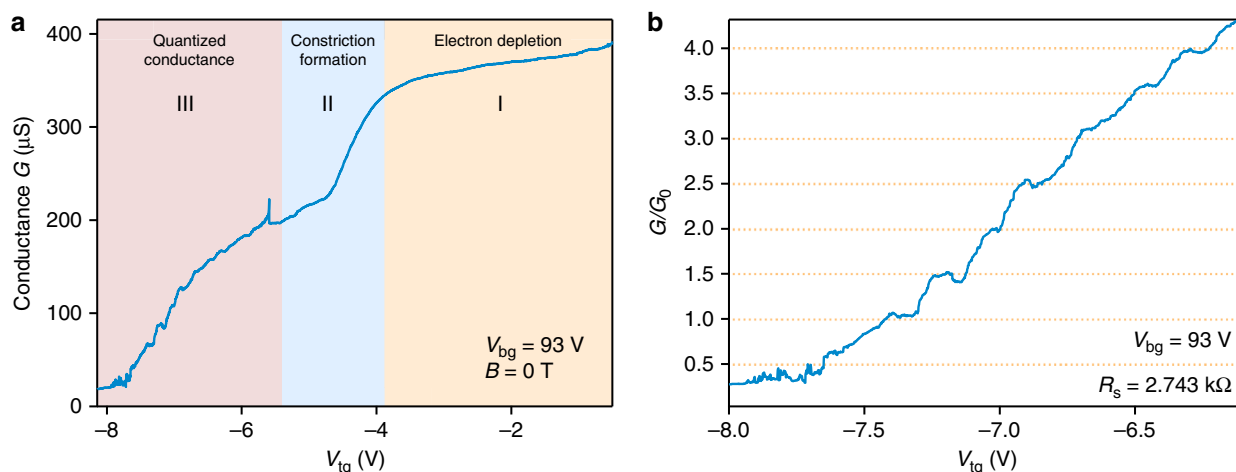 a
Quantized
conductance
Constriction
formation
Electron depletion
III
II
I
400
300
200
100
0
Conductance G (μS)
V_bg = 93 V
B = 0 T
–8
–6
–4
–2
V_tg (V)
b
4.0
3.5
3.0
2.5
2.0
1.5
1.0
0.5
G/G_0
V_bg = 93 V
R_s = 2.743 kΩ
–8.0
–7.5
–7.0
–6.5
V_tg (V)